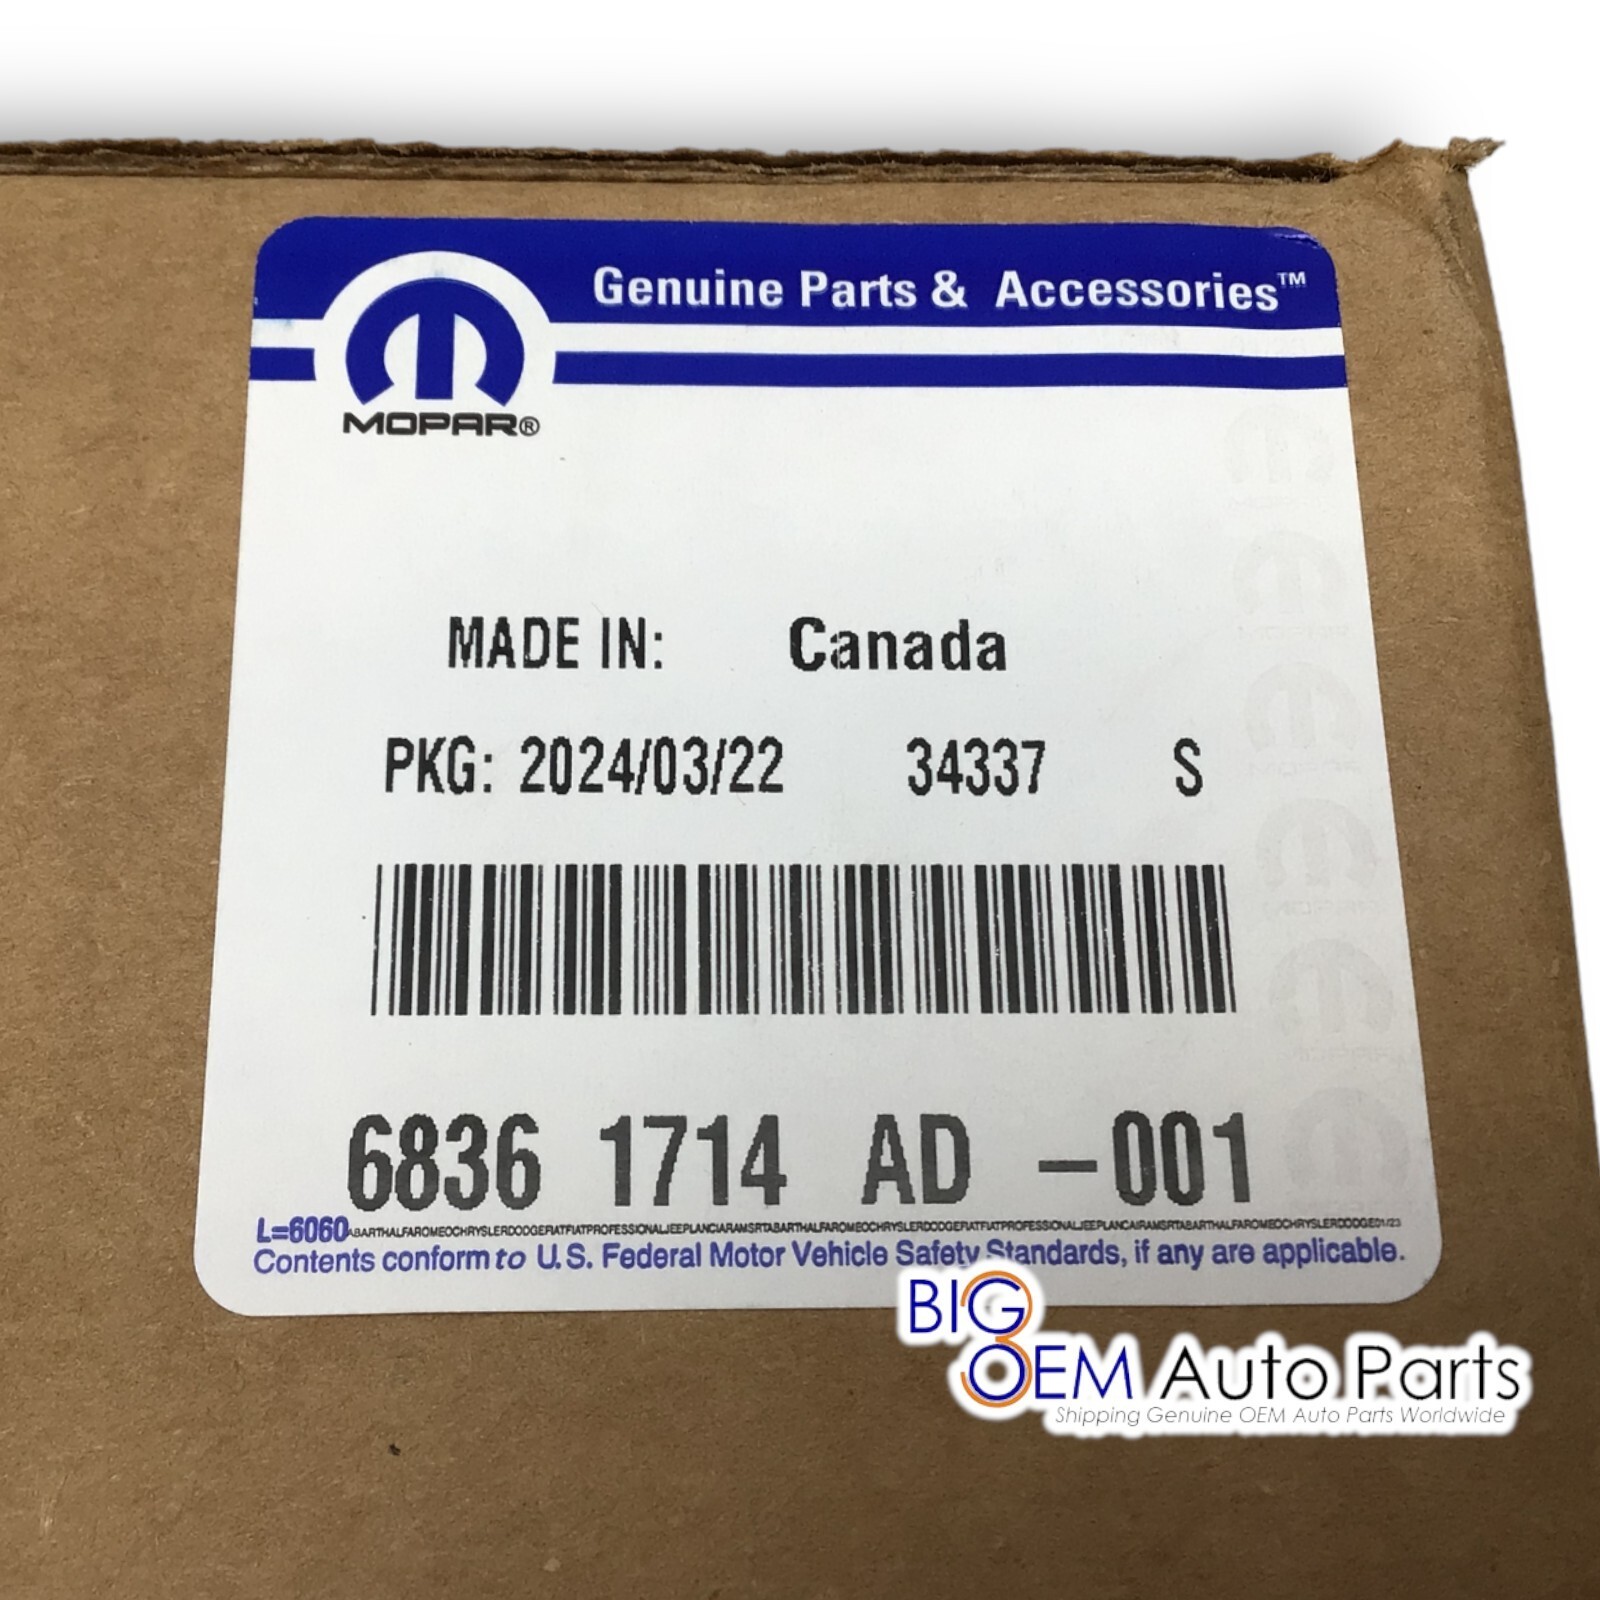 Genuine Parts & Accessories™
MOPAR®
MADE IN: Canada
PKG: 2024/03/22 34337 S
6836 1714 AD -001
L=6060 ABARTHALFAROMEOCHRYSLERDODGEFIATFIATPROFESSIONALJEEPLANCIARAMSRTABARTHALFAROMEOCHRYSLERDODGEFIATFIATPROFESSIONALJEEPLANCIARAMSRTABARTHALFAROMEOCHRYSLERDODGE01/23
Contents conform to U.S. Federal Motor Vehicle Safety Standards, if any are applicable.
BIG
OEM Auto Parts
Shipping Genuine OEM Auto Parts Worldwide